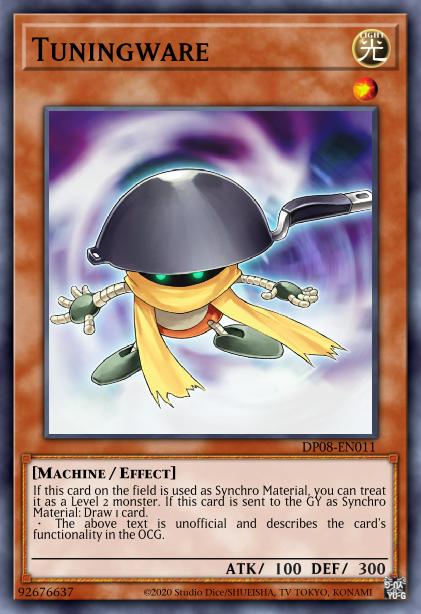 TUNINGWARE
LIGHT
光
DP08-EN011
[MACHINE / EFFECT]
If this card on the field is used as Synchro Material, you can treat
it as a Level 2 monster. If this card is sent to the GY as Synchro
Material: Draw 1 card.
· The above text is unofficial and describes the card's
functionality in the OCG.
ATK/ 100 DEF/ 300
92676637
©2020 Studio Dice/SHUEISHA, TV TOKYO, KONAMI